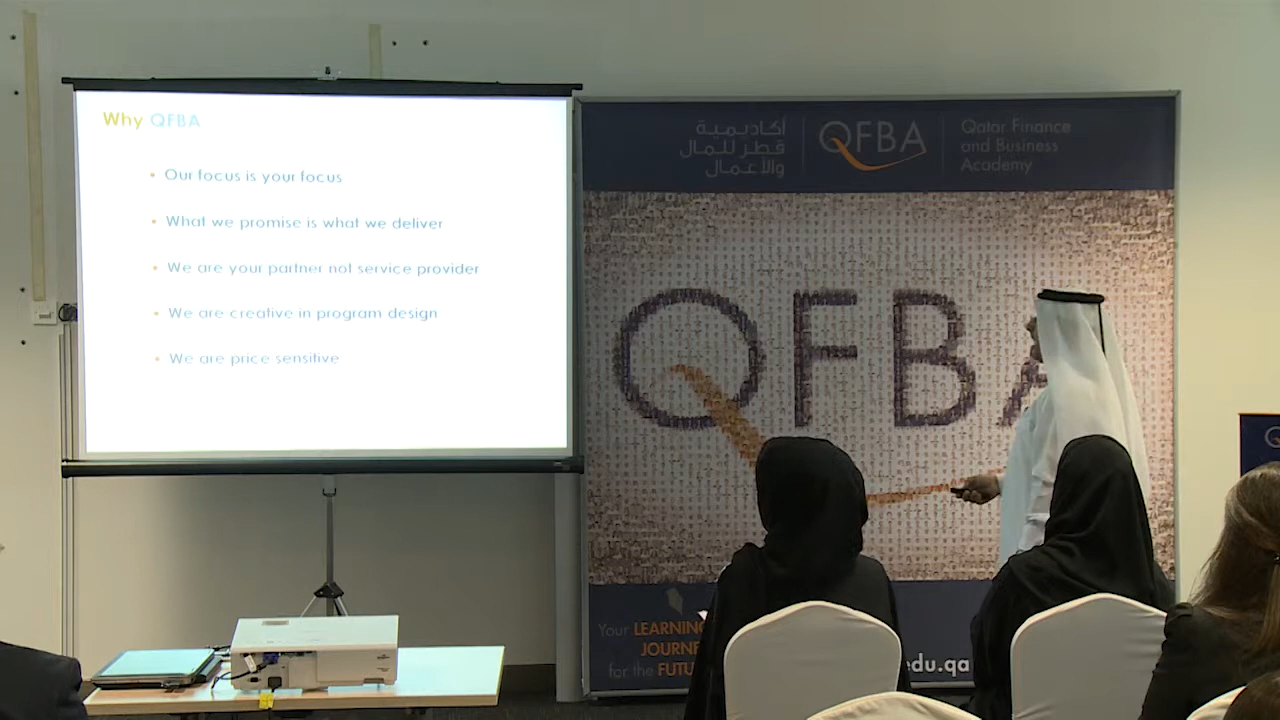 Why QFBA
Our focus is your focus
What we promise is what we deliver
We are your partner not service provider
We are creative in program design
We are price sensitive
أكاديمية
قطر للمال
والأعمال
QFBA
Qatar Finance
and Business
Academy
QFBA
Your LEARNING
JOURNE
for the FUTU
edu.qa